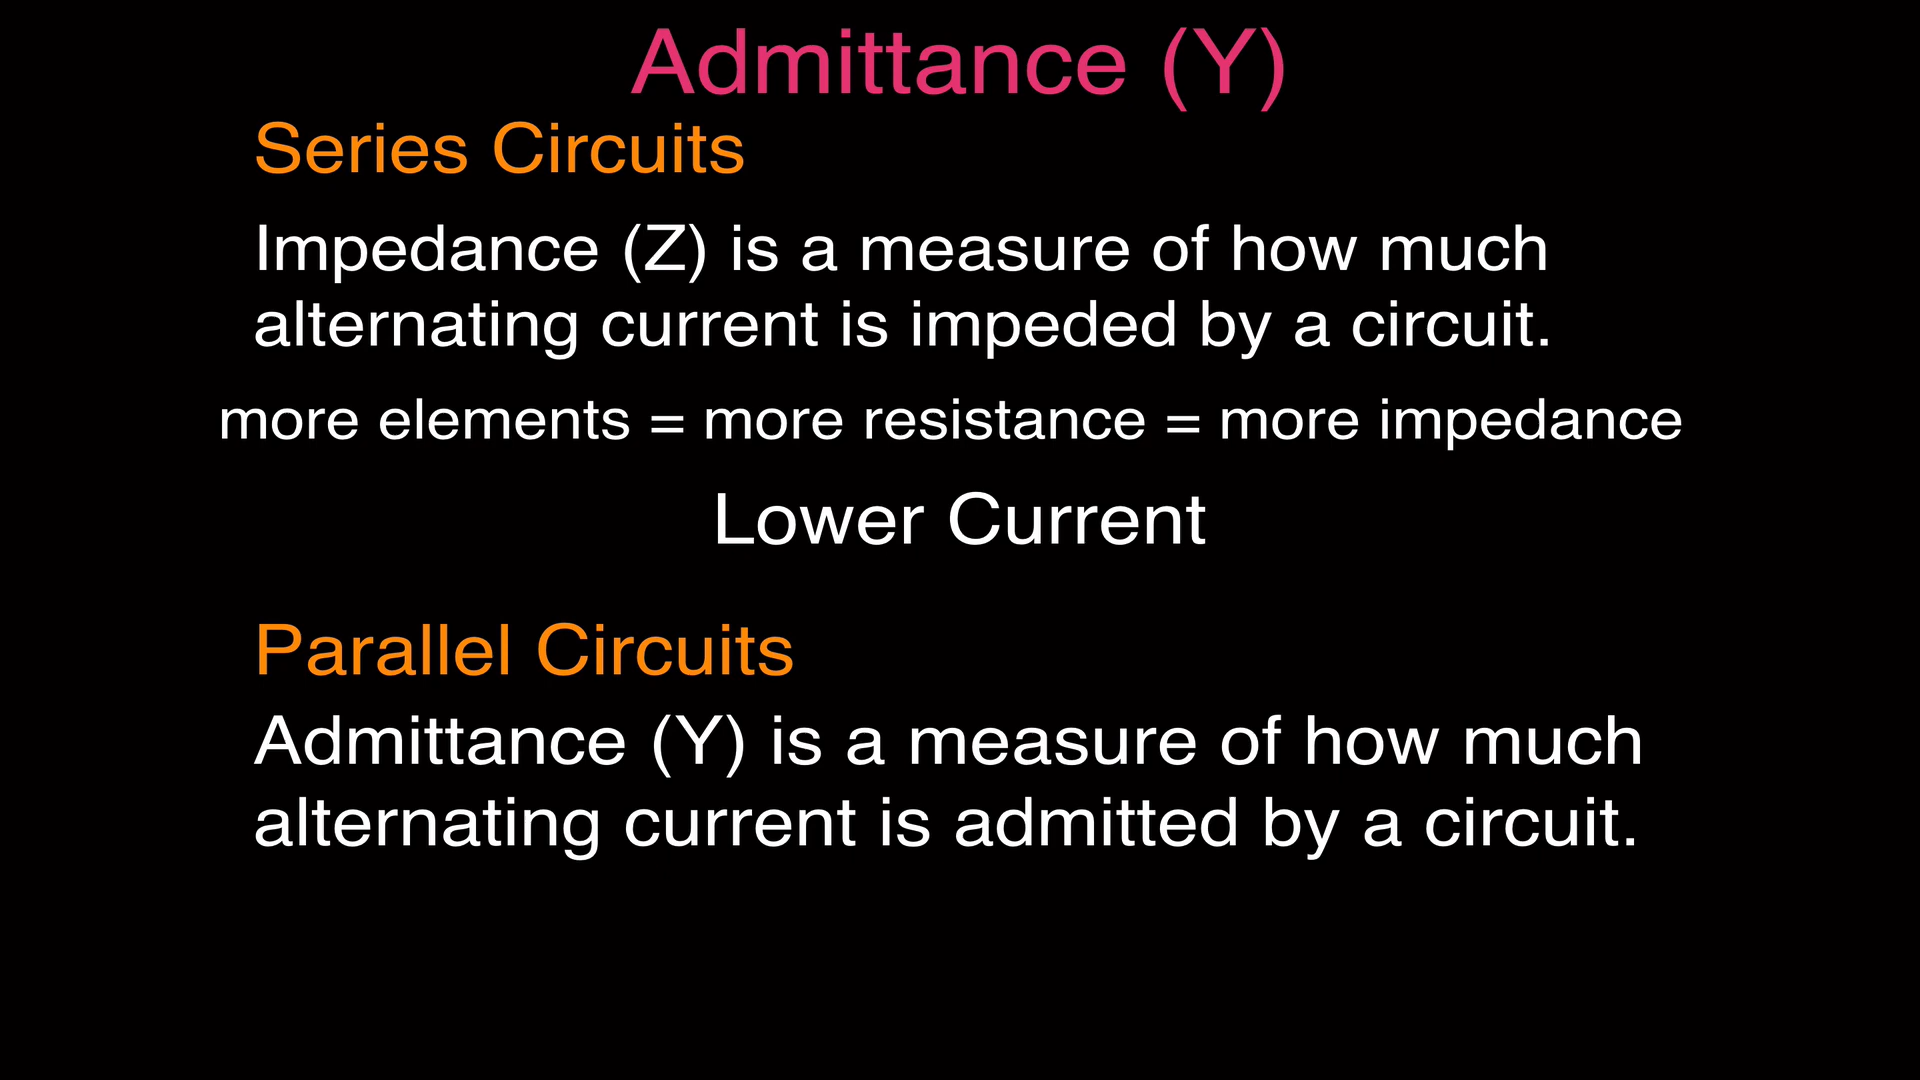 Admittance (Y)
Series Circuits
Impedance (Z) is a measure of how much
alternating current is impeded by a circuit.
more elements = more resistance = more impedance
Lower Current
Parallel Circuits
Admittance (Y) is a measure of how much
alternating current is admitted by a circuit.